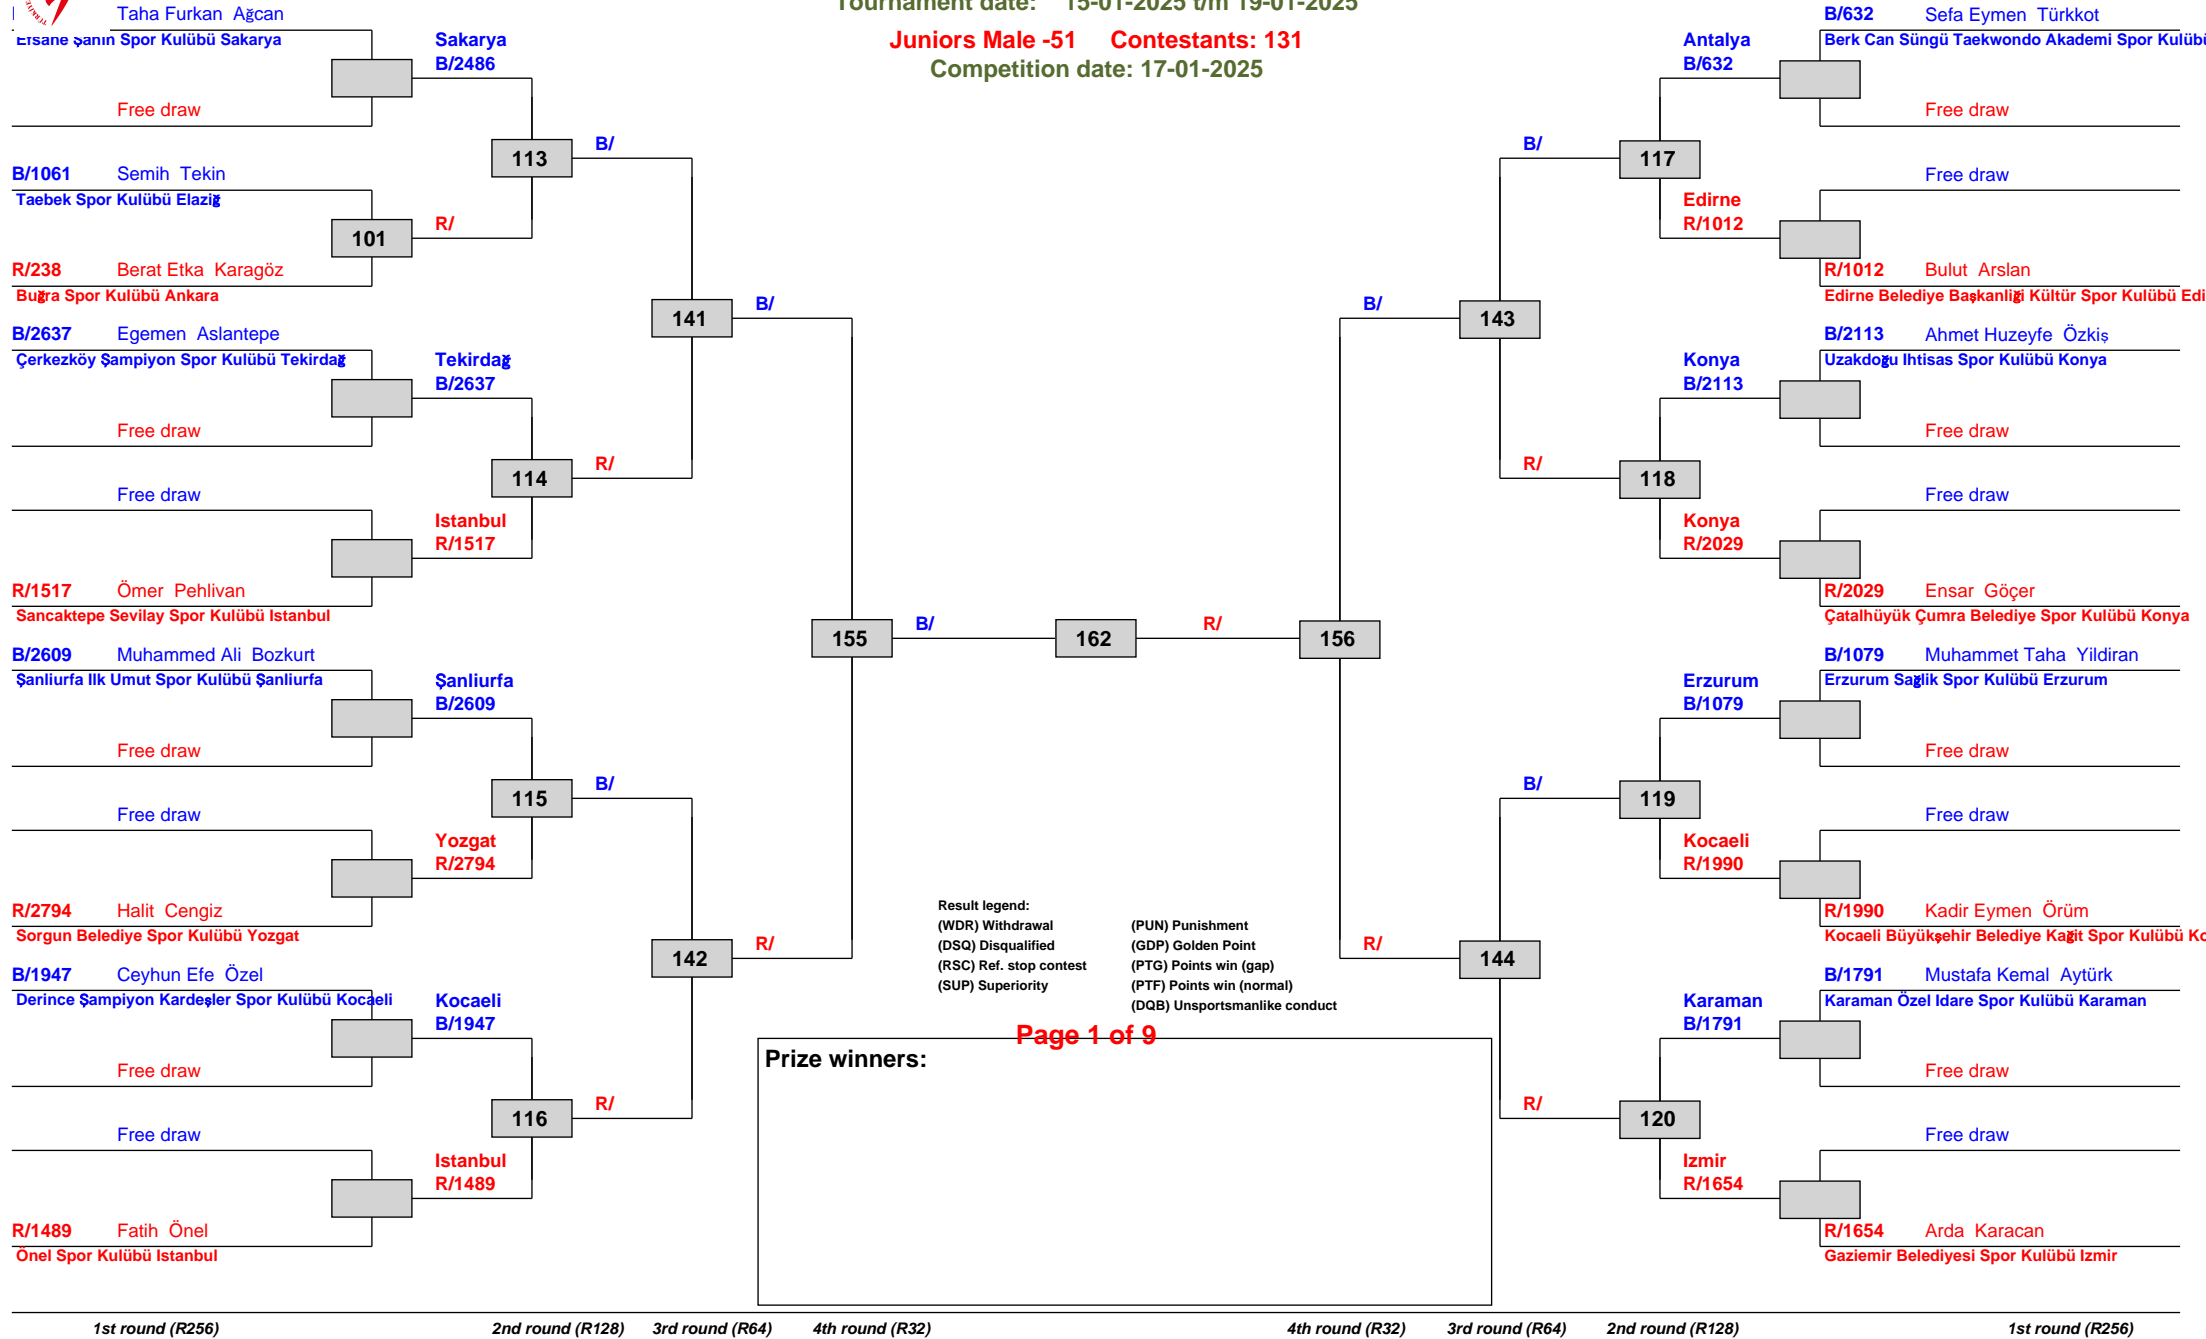 Tournament date: 15-01-2025 t/m 19-01-2025
Juniors Male -51 Contestants: 131
Competition date: 17-01-2025
TÜRKİYE
Taha Furkan Ağcan
Efsane Şahin Spor Kulübü Sakarya
Free draw
B/1061 Semih Tekin
Taebek Spor Kulübü Elaziğ
R/238 Berat Etka Karagöz
Buğra Spor Kulübü Ankara
B/2637 Egemen Aslantepe
Çerkezköy Şampiyon Spor Kulübü Tekirdağ
Free draw
Free draw
R/1517 Ömer Pehlivan
Sancaktepe Sevilay Spor Kulübü Istanbul
B/2609 Muhammed Ali Bozkurt
Şanliurfa Ilk Umut Spor Kulübü Şanliurfa
Free draw
Free draw
R/2794 Halit Cengiz
Sorgun Belediye Spor Kulübü Yozgat
B/1947 Ceyhun Efe Özel
Derince Şampiyon Kardeşler Spor Kulübü Kocaeli
Free draw
Free draw
R/1489 Fatih Önel
Önel Spor Kulübü Istanbul
101
Sakarya
B/2486
R/
Tekirdağ
B/2637
Istanbul
R/1517
Şanliurfa
B/2609
Yozgat
R/2794
Kocaeli
B/1947
Istanbul
R/1489
113
114
115
116
B/
R/
B/
R/
141
142
B/
R/
155
B/
162
R/
156
B/
R/
143
144
B/
R/
B/
R/
117
118
119
120
Antalya
B/632
Edirne
R/1012
Konya
B/2113
Konya
R/2029
Erzurum
B/1079
Kocaeli
R/1990
Karaman
B/1791
Izmir
R/1654
B/632 Sefa Eymen Türkkot
Berk Can Süngü Taekwondo Akademi Spor Kulübü
Free draw
Free draw
R/1012 Bulut Arslan
Edirne Belediye Başkanliği Kültür Spor Kulübü Edi
B/2113 Ahmet Huzeyfe Özkiş
Uzakdoğu Ihtisas Spor Kulübü Konya
Free draw
Free draw
R/2029 Ensar Göçer
Çatalhüyük Çumra Belediye Spor Kulübü Konya
B/1079 Muhammet Taha Yildiran
Erzurum Sağlik Spor Kulübü Erzurum
Free draw
Free draw
R/1990 Kadir Eymen Örüm
Kocaeli Büyükşehir Belediye Kağit Spor Kulübü Ko
B/1791 Mustafa Kemal Aytürk
Karaman Özel Idare Spor Kulübü Karaman
Free draw
Free draw
R/1654 Arda Karacan
Gaziemir Belediyesi Spor Kulübü Izmir
Result legend:
(WDR) Withdrawal (PUN) Punishment
(DSQ) Disqualified (GDP) Golden Point
(RSC) Ref. stop contest (PTG) Points win (gap)
(SUP) Superiority (PTF) Points win (normal)
(DQB) Unsportsmanlike conduct
Page 1 of 9
Prize winners:
1st round (R256) 2nd round (R128) 3rd round (R64) 4th round (R32) 4th round (R32) 3rd round (R64) 2nd round (R128) 1st round (R256)